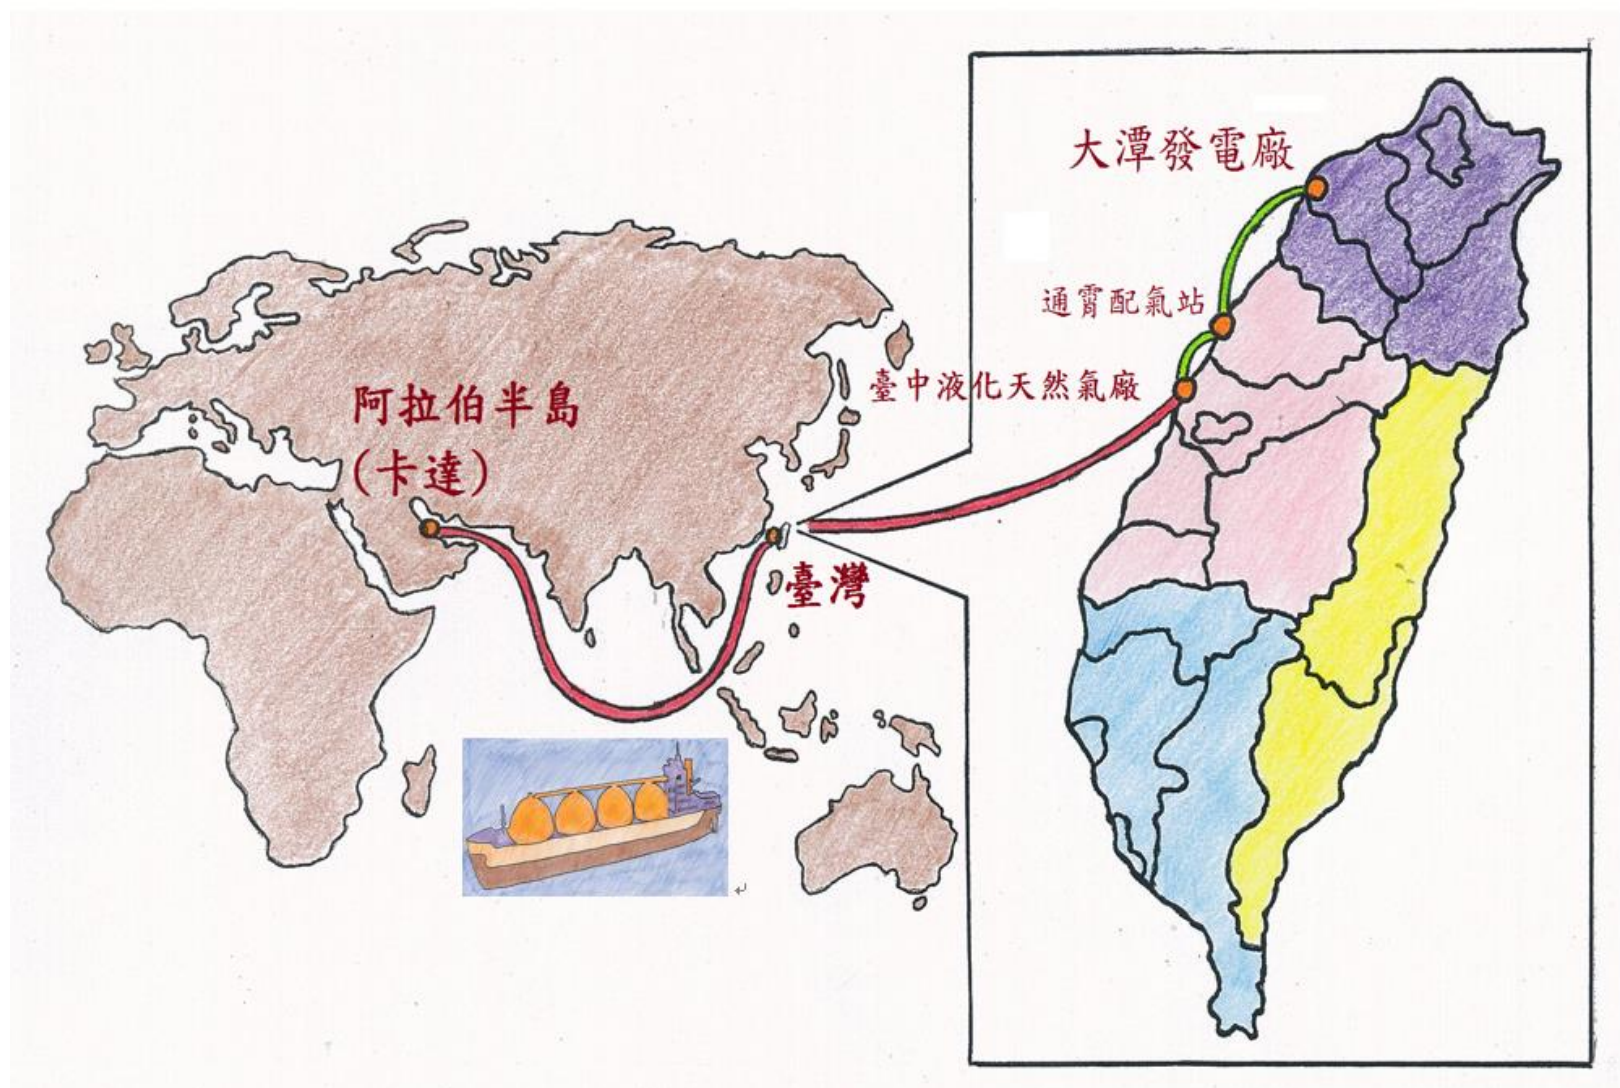 大潭發電廠
通霄配氣站
臺中液化天然氣廠
阿拉伯半島
(卡達)
臺灣